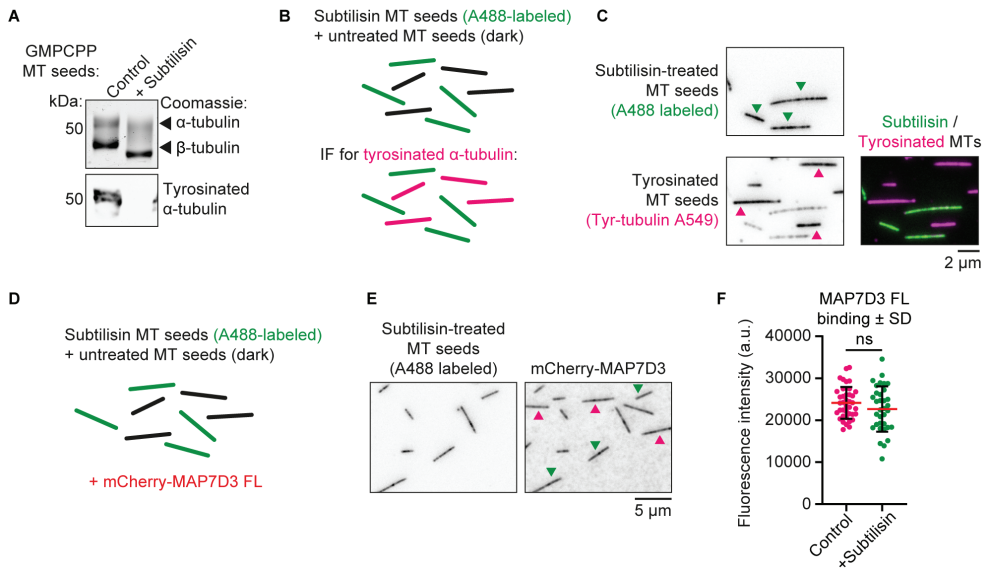 A
GMPCPP
MT seeds:
Control
+ Subtilisin
kDa:
Coomassie:
50
α-tubulin
β-tubulin
50
Tyrosinated
α-tubulin
B
Subtilisin MT seeds (A488-labeled)
+ untreated MT seeds (dark)
IF for tyrosinated α-tubulin:
C
Subtilisin-treated
MT seeds
(A488 labeled)
Tyrosinated
MT seeds
(Tyr-tubulin A549)
Subtilisin /
Tyrosinated MTs
2 µm
D
Subtilisin MT seeds (A488-labeled)
+ untreated MT seeds (dark)
+ mCherry-MAP7D3 FL
E
Subtilisin-treated
MT seeds
(A488 labeled)
mCherry-MAP7D3
5 µm
F
MAP7D3 FL
binding ± SD
ns
Fluorescence intensity (a.u.)
40000
30000
20000
10000
0
Control
+Subtilisin